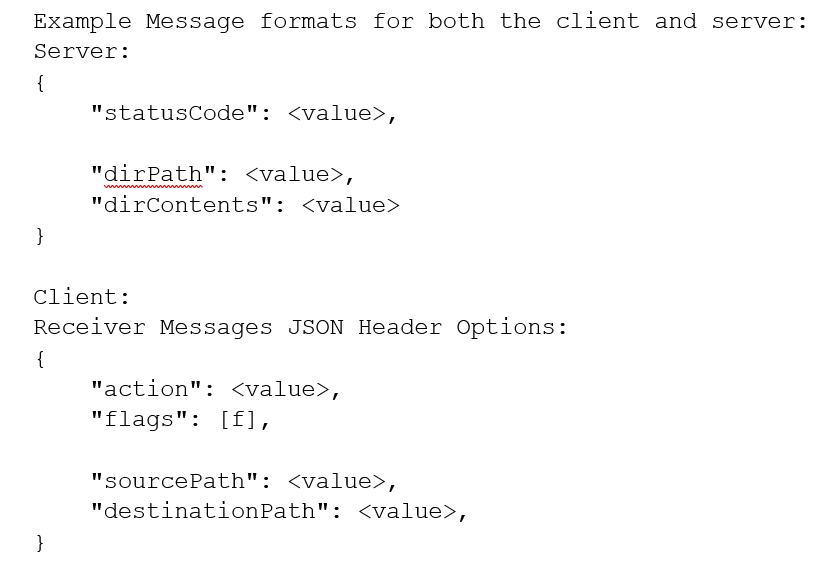 Example Message formats for both the client and server:
Server:
{
"statusCode": <value>,
"dirPath": <value>,
"dirContents": <value>
}
Client:
Receiver Messages JSON Header Options:
{
"action": <value>,
"flags": [f],
"sourcePath": <value>,
"destinationPath": <value>,
}